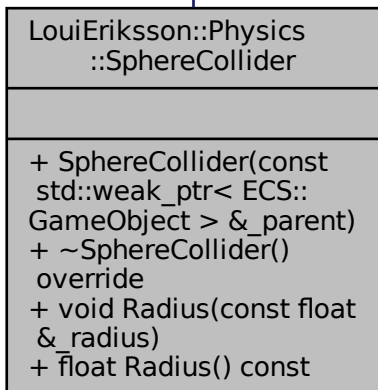 LouiEriksson::Physics
::SphereCollider
+ SphereCollider(const
std::weak_ptr< ECS::
GameObject > &_parent)
+ ~SphereCollider()
override
+ void Radius(const float
&_radius)
+ float Radius() const